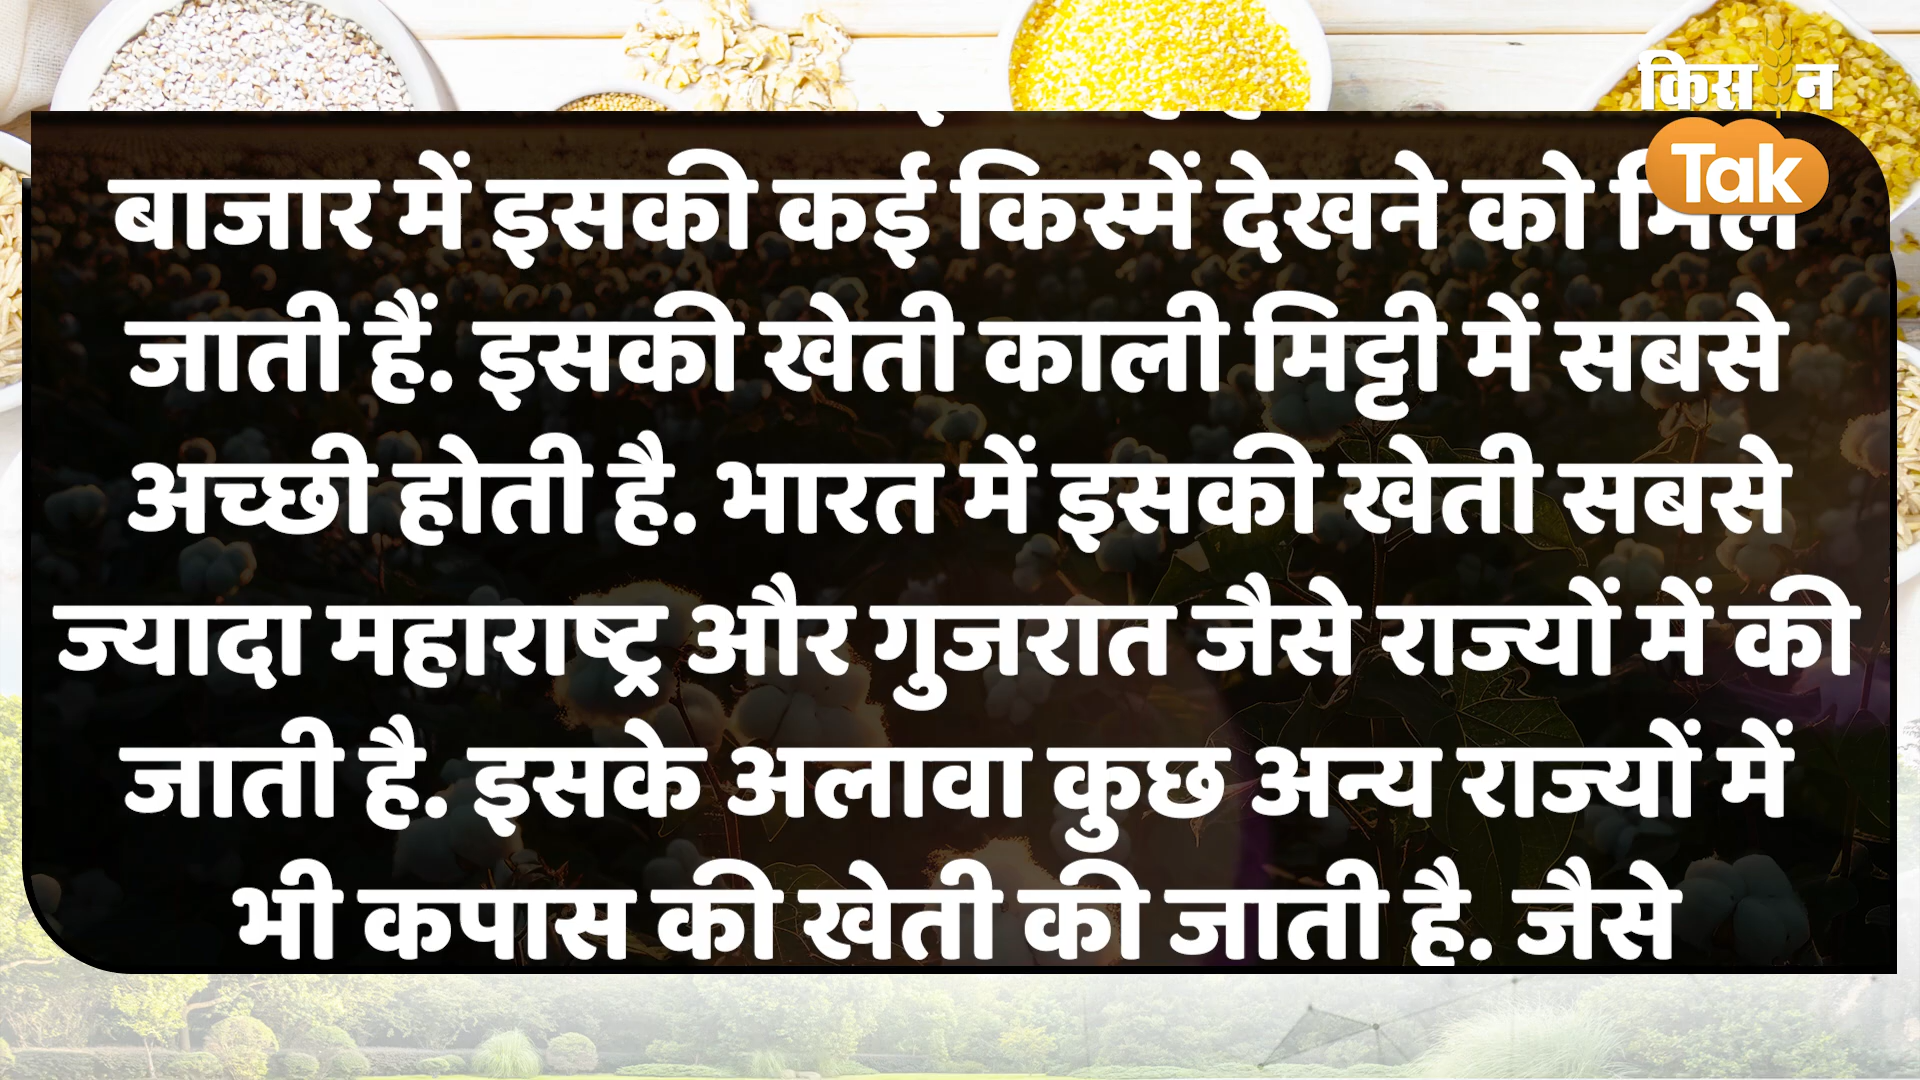 किसान
Tak
बाजार में इसकी कई किस्में देखने को मिल
जाती हैं. इसकी खेती काली मिट्टी में सबसे
अच्छी होती है. भारत में इसकी खेती सबसे
ज्यादा महाराष्ट्र और गुजरात जैसे राज्यों में की
जाती है. इसके अलावा कुछ अन्य राज्यों में
भी कपास की खेती की जाती है. जैसे